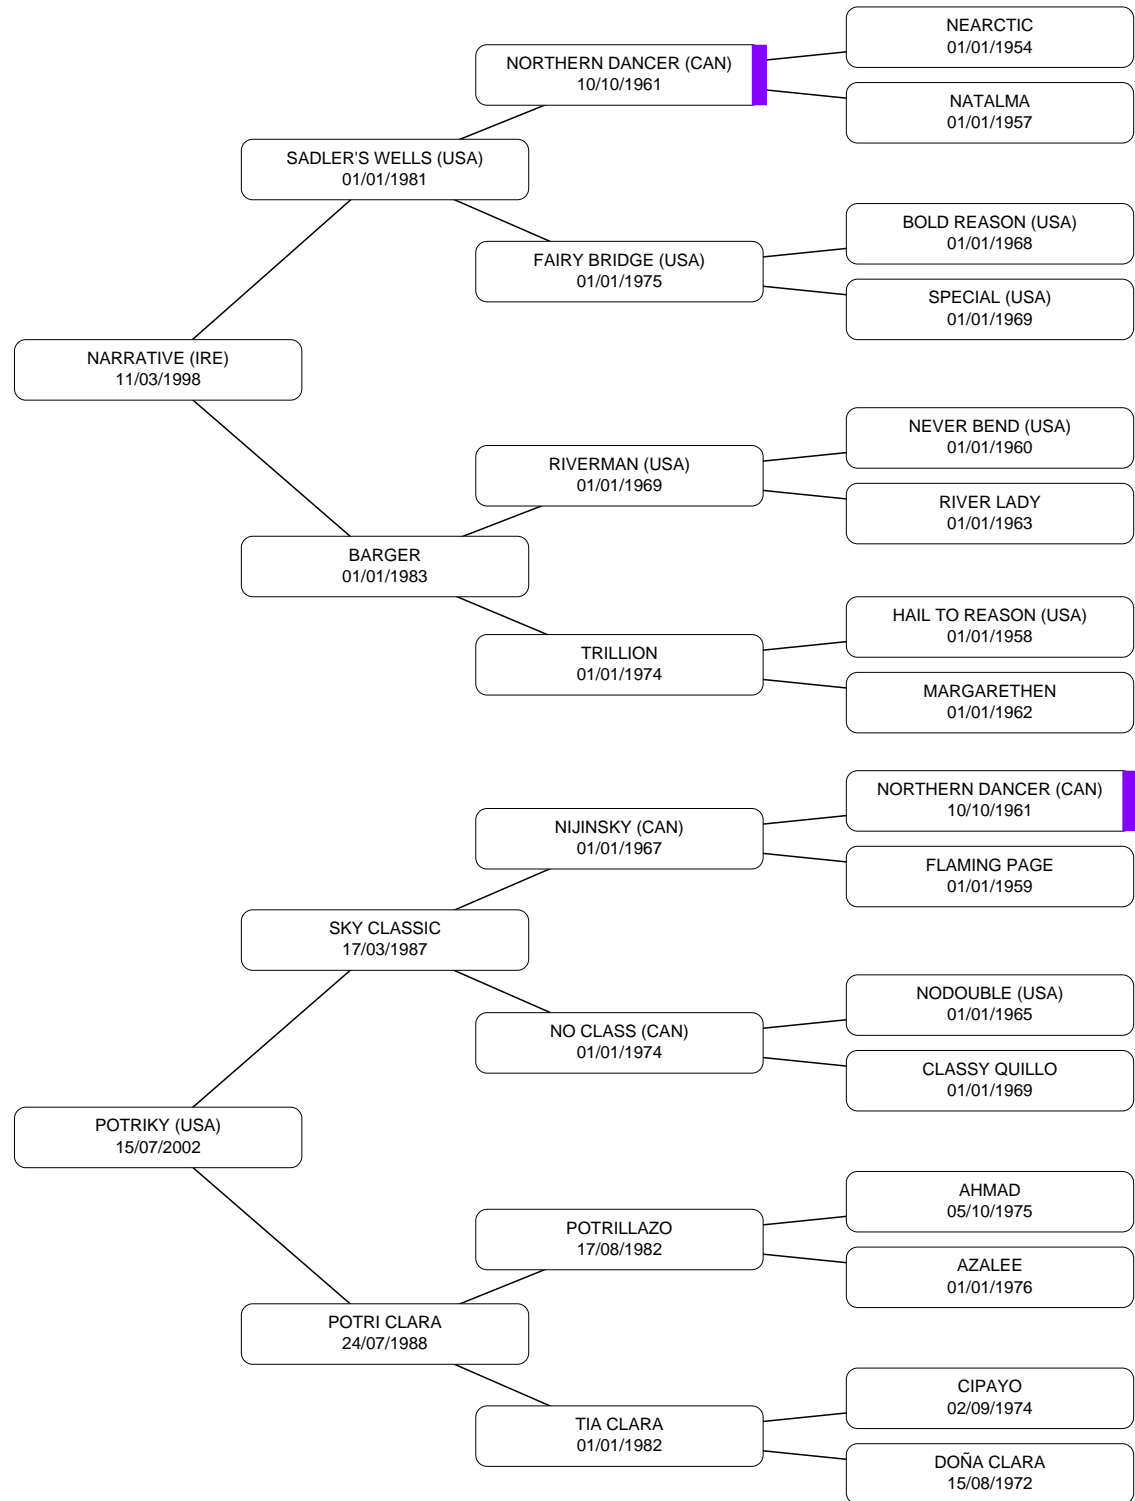 NEARCTIC
01/01/1954
NORTHERN DANCER (CAN)
10/10/1961
NATALMA
01/01/1957
SADLER'S WELLS (USA)
01/01/1981
BOLD REASON (USA)
01/01/1968
FAIRY BRIDGE (USA)
01/01/1975
SPECIAL (USA)
01/01/1969
NARRATIVE (IRE)
11/03/1998
NEVER BEND (USA)
01/01/1960
RIVERMAN (USA)
01/01/1969
RIVER LADY
01/01/1963
BARGER
01/01/1983
HAIL TO REASON (USA)
01/01/1958
TRILLION
01/01/1974
MARGARETHEN
01/01/1962
NORTHERN DANCER (CAN)
10/10/1961
NIJINSKY (CAN)
01/01/1967
FLAMING PAGE
01/01/1959
SKY CLASSIC
17/03/1987
NODOUBLE (USA)
01/01/1965
NO CLASS (CAN)
01/01/1974
CLASSY QUILLO
01/01/1969
POTRIKY (USA)
15/07/2002
AHMAD
05/10/1975
POTRILLAZO
17/08/1982
AZALEE
01/01/1976
POTRI CLARA
24/07/1988
CIPAYO
02/09/1974
TIA CLARA
01/01/1982
DOÑA CLARA
15/08/1972